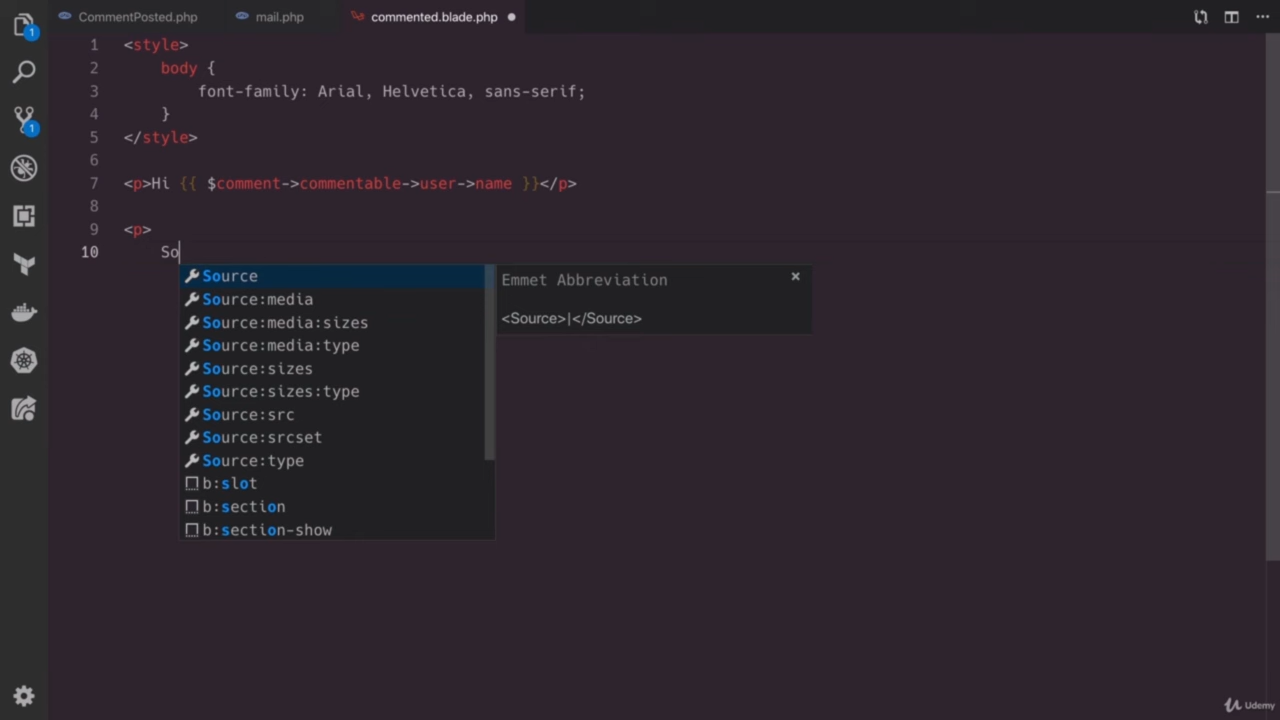 CommentPosted.php mail.php commented.blade.php
1 <style>
2 body {
3 font-family: Arial, Helvetica, sans-serif;
4 }
5 </style>
6
7 <p>Hi {{ $comment->commentable->user->name }}</p>
8
9 <p>
10 So
Source
Source:media
Source:media:sizes
Source:media:type
Source:sizes
Source:sizes:type
Source:src
Source:srcset
Source:type
b:slot
b:section
b:section-show
Emmet Abbreviation
<Source>|</Source>
1
1
Udemy